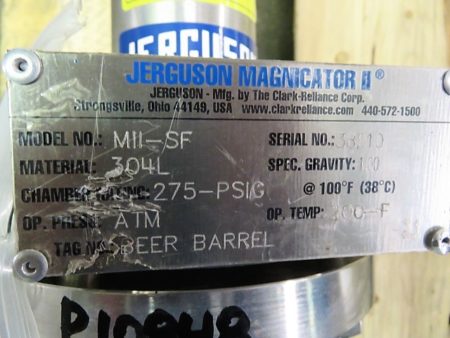 JERGUSON
JERGUSON MAGNICATOR II®
JERGUSON - Mfg. by The Clark-Reliance Corp.
Strongsville, Ohio 44149, USA www.clarkreliance.com 440-572-1500
MODEL NO.: MII-SF SERIAL NO.:
MATERIAL: 304L SPEC. GRAVITY:
CHAMBER RATING: 275-PSIG @ 100°F (38°C)
OP. PRESS: ATM OP. TEMP: -F
TAG NO.: BEER BARREL
P10948